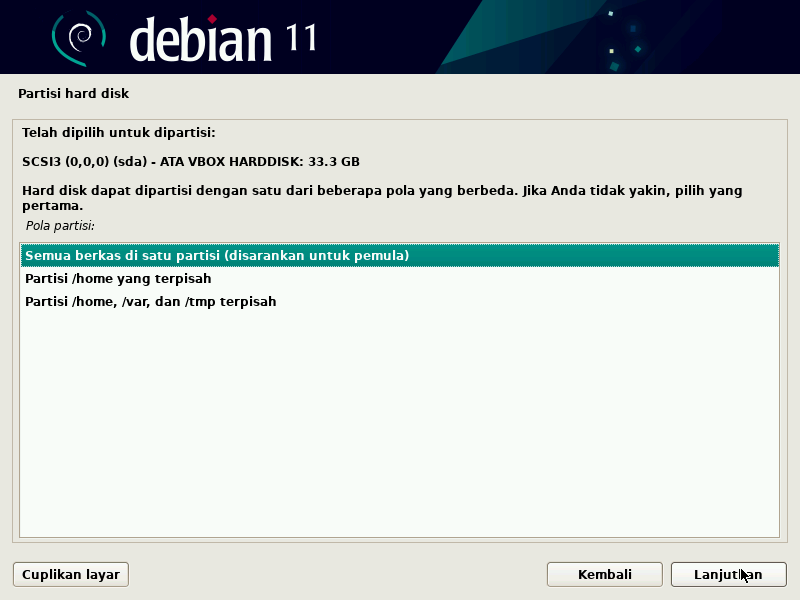 debian 11
Partisi hard disk
Telah dipilih untuk dipartisi:
SCSI3 (0,0,0) (sda) - ATA VBOX HARDDISK: 33.3 GB
Hard disk dapat dipartisi dengan satu dari beberapa pola yang berbeda. Jika Anda tidak yakin, pilih yang
pertama.
Pola partisi:
Semua berkas di satu partisi (disarankan untuk pemula)
Partisi /home yang terpisah
Partisi /home, /var, dan /tmp terpisah
Cuplikan layar
Kembali
Lanjutkan